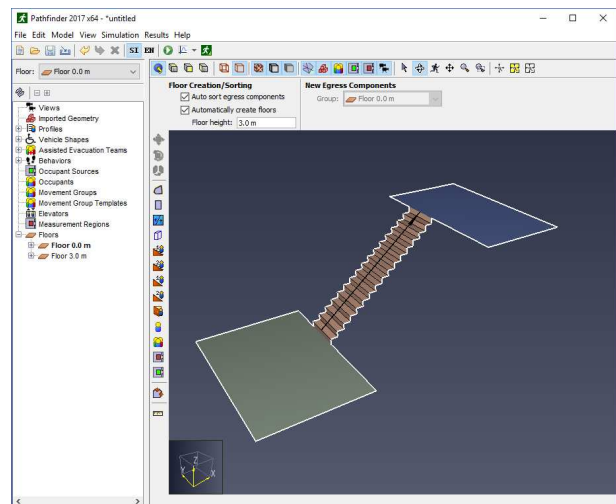 Pathfinder 2017 x64 - *untitled
File Edit Model View Simulation Results Help
SI EN
Floor: Floor 0.0 m
Floor Creation/Sorting
Auto sort egress components
Automatically create floors
Floor height: 3.0 m
New Egress Components
Group: Floor 0.0 m
Views
Imported Geometry
Profiles
Vehicle Shapes
Assisted Evacuation Teams
Behaviors
Occupant Sources
Occupants
Movement Groups
Movement Group Templates
Elevators
Measurement Regions
Floors
Floor 0.0 m
Floor 3.0 m
Z
Y X